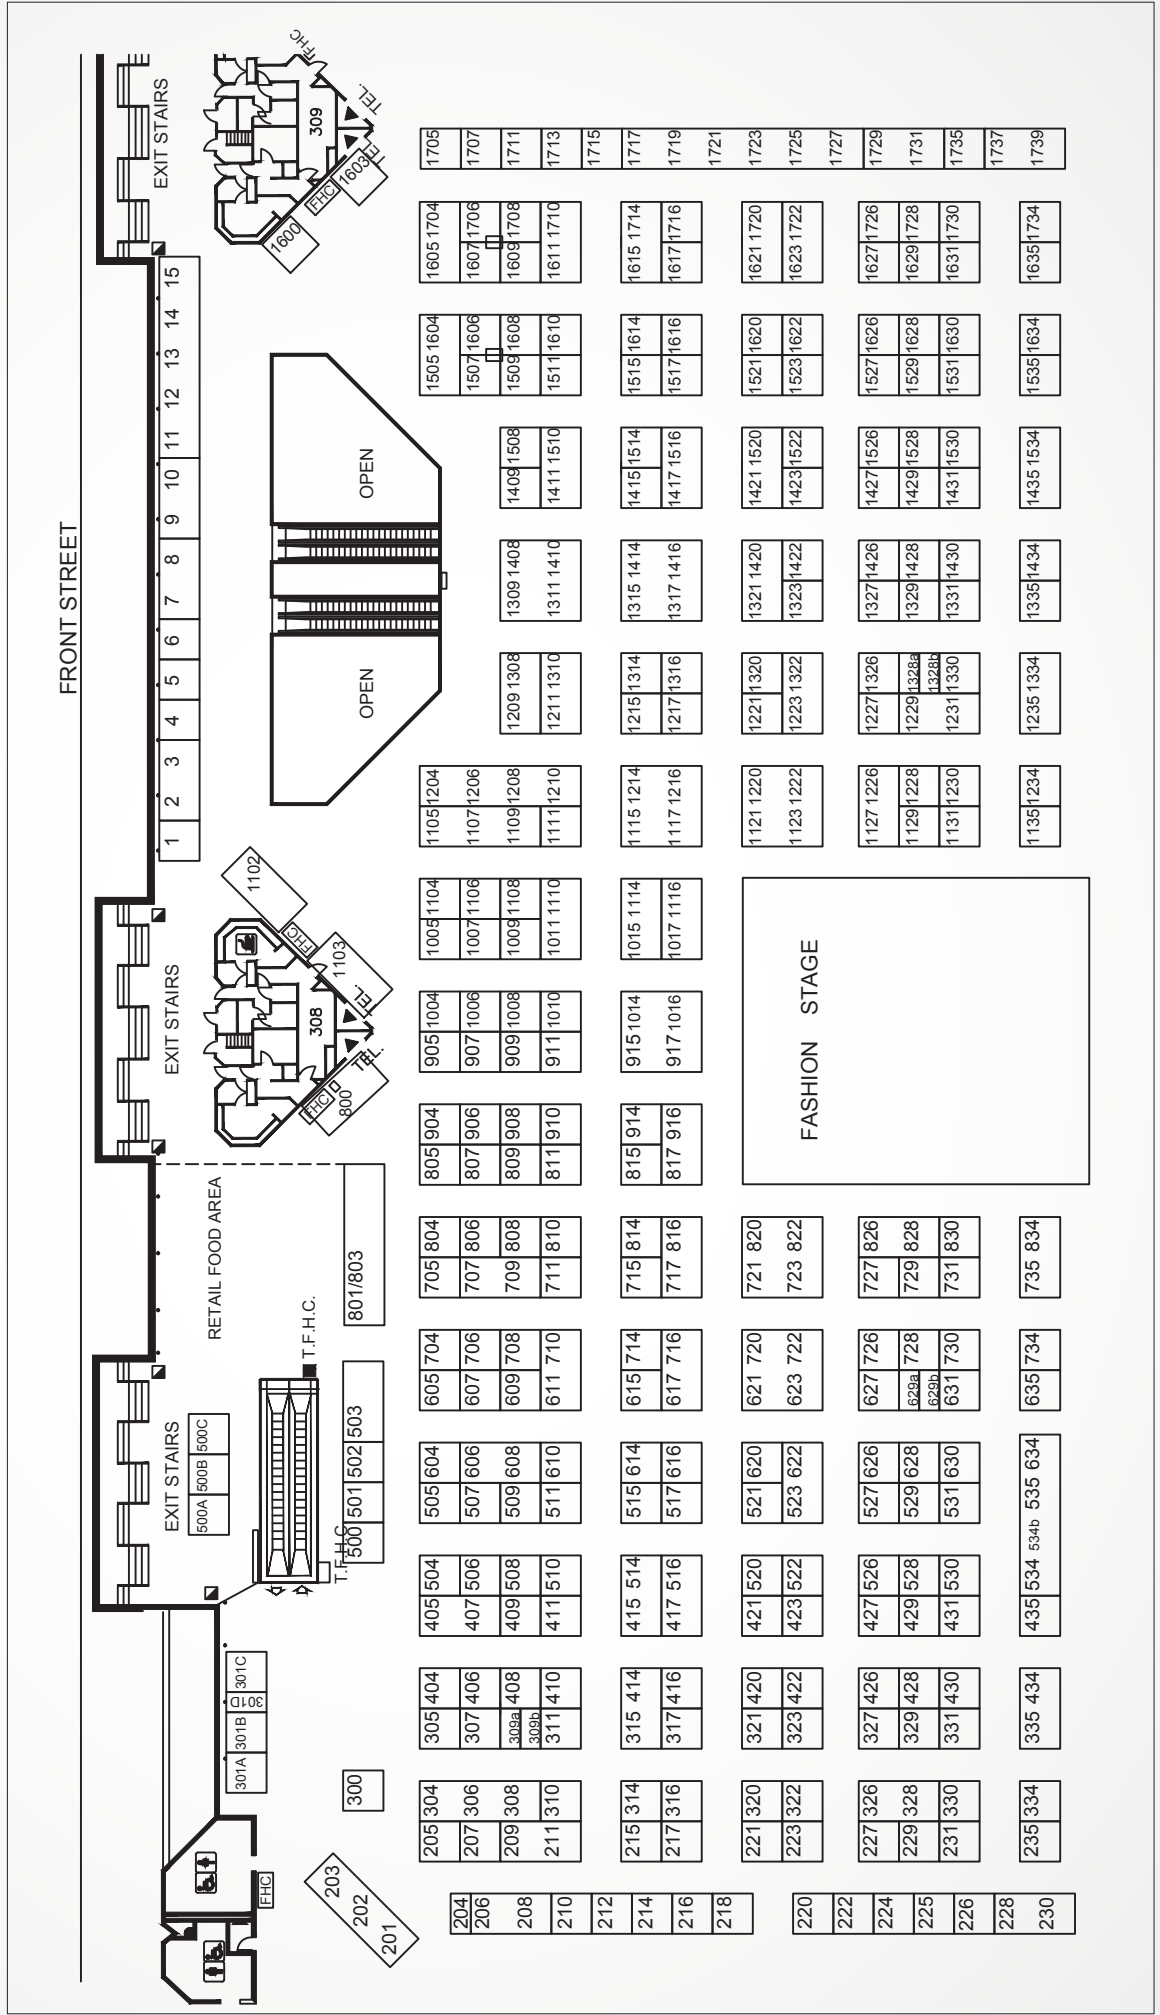 FRONT STREET
EXIT STAIRS
FHC
TEL.
309
TEL.
1603
FHC
1600
15
14
13
12
11
10
9
8
7
6
5
4
3
2
1
OPEN
OPEN
1705 1707 1711 1713 1715 1717 1719 1721 1723 1725 1727 1729 1731 1735 1737 1739
1704 1706 1708 1710 1714 1716 1720 1722 1726 1728 1730 1734
1605 1607 1609 1611 1615 1617 1621 1623 1627 1629 1631 1635
1604 1606 1608 1610 1614 1616 1620 1622 1626 1628 1630 1634
1505 1507 1509 1511 1515 1517 1521 1523 1527 1529 1531 1535
1508 1510 1514 1516 1520 1522 1526 1528 1530 1534
1409 1411 1415 1417 1421 1423 1427 1429 1431 1435
1408 1410 1414 1416 1420 1422 1426 1428 1430 1434
1309 1311 1315 1317 1321 1323 1327 1329 1331 1335
1308 1310 1314 1316 1320 1322 1326 1328a 1328b 1330 1334
1209 1211 1215 1217 1221 1223 1227 1229 1231 1235
1204 1206 1208 1210 1214 1216 1220 1222 1226 1228 1230 1234
1105 1107 1109 1111 1115 1117 1121 1123 1127 1129 1131 1135
1102
FHC
1103
EXIT STAIRS
308
TEL.
TEL.
FHC
800
1104 1106 1108 1110 1114 1116
1005 1007 1009 1011 1015 1017
1004 1006 1008 1010 1014 1016
905 907 909 911 915 917
904 906 908 910 914 916
805 807 809 811 815 817
FASHION STAGE
RETAIL FOOD AREA
801/803
T.F.H.C.
804 806 808 810 814 816 820 822 826 828 830 834
705 707 709 711 715 717 721 723 727 729 731 735
704 706 708 710 714 716 720 722 726 728 730 734
605 607 609 611 615 617 621 623 627 629a 629b 631 635
EXIT STAIRS
500C
500B
500A
503
502
501
500
T.F.H.C.
604 606 608 610 614 616 620 622 626 628 630 634
505 507 509 511 515 517 521 523 527 529 531 535
534b
504 506 508 510 514 516 520 522 526 528 530 534
405 407 409 411 415 417 421 423 427 429 431 435
301C
301D
301B
301A
300
404 406 408 410 414 416 420 422 426 428 430 434
305 307 309a 309b 311 315 317 321 323 327 329 331 335
304 306 308 310 314 316 320 322 326 328 330 334
205 207 209 211 215 217 221 223 227 229 231 235
FHC
203
202
201
204 206 208 210 212 214 216 218 220 222 224 225 226 228 230